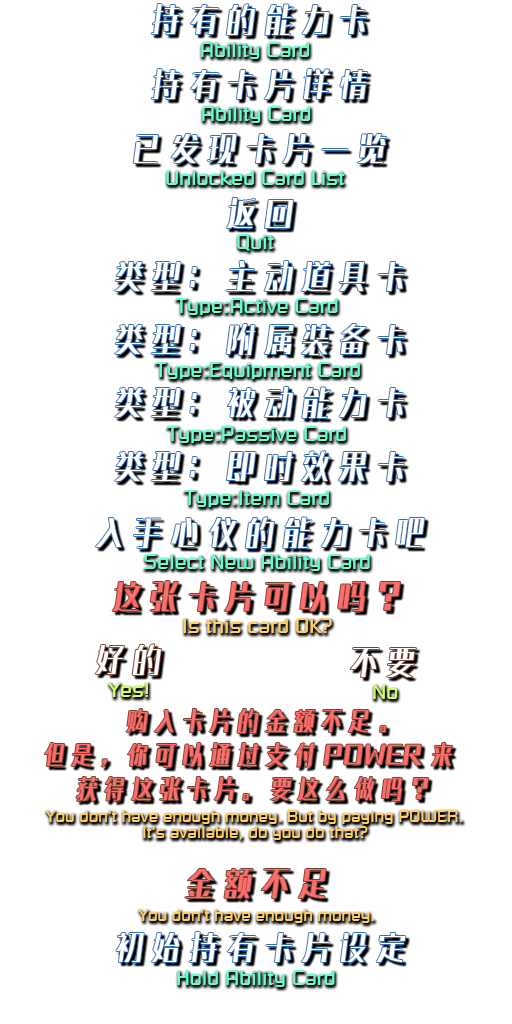 持有的能力卡
Ability Card
持有卡片详情
Ability Card
已发现卡片一览
Unlocked Card List
返回
Quit
类型：主动道具卡
Type:Active Card
类型：附属装备卡
Type:Equipment Card
类型：被动能力卡
Type:Passive Card
类型：即时效果卡
Type:Item Card
入手心仪的能力卡吧
Select New Ability Card
这张卡片可以吗？
Is this card OK?
好的 不要
Yes! No
购入卡片的金额不足。
但是，你可以通过支付POWER来
获得这张卡片。要这么做吗？
You don't have enough money. But by paying POWER.
It's available, do you do that?
金额不足
You don't have enough money.
初始持有卡片设定
Hold Ability Card